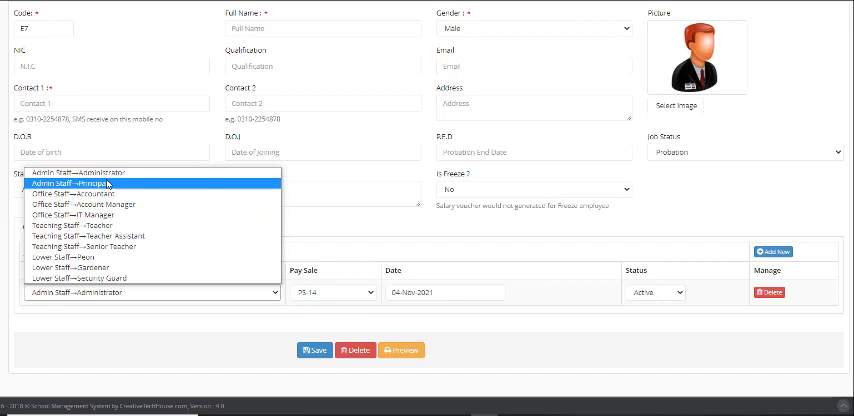 Code: *
Full Name : *
Gender : *
Picture
E7
Full Name
Male
NIC
Qualification
Email
N.I.C
Qualification
Email
Contact 1 :*
Contact 2
Address
Select Image
Contact 1
Contact 2
Address
e.g. 0310-2254878, SMS receive on this mobile no
e.g. 0310-2254878
D.O.B
D.O.J
P.E.D
Job Status
Date of birth
Date of Joining
Probation End Date
Probation
Sta
Is Freeze ?
No
Salary voucher would not generated for Freeze employee
Admin Staff→Administrator
Admin Staff→Principal
Office Staff→Accountant
Office Staff→Account Manager
Office Staff→IT Manager
Teaching Staff→Teacher
Teaching Staff→Teacher Assistant
Teaching Staff→Senior Teacher
Lower Staff→Peon
Lower Staff→Gardener
Lower Staff→Security Guard
Add New
Pay Sale
Date
Status
Manage
Admin Staff→Administrator
PS-14
04-Nov-2021
Active
Delete
Save
Delete
Preview
6 - 2018 © School Management System by CreativeTechHouse.com, Version : 4.0